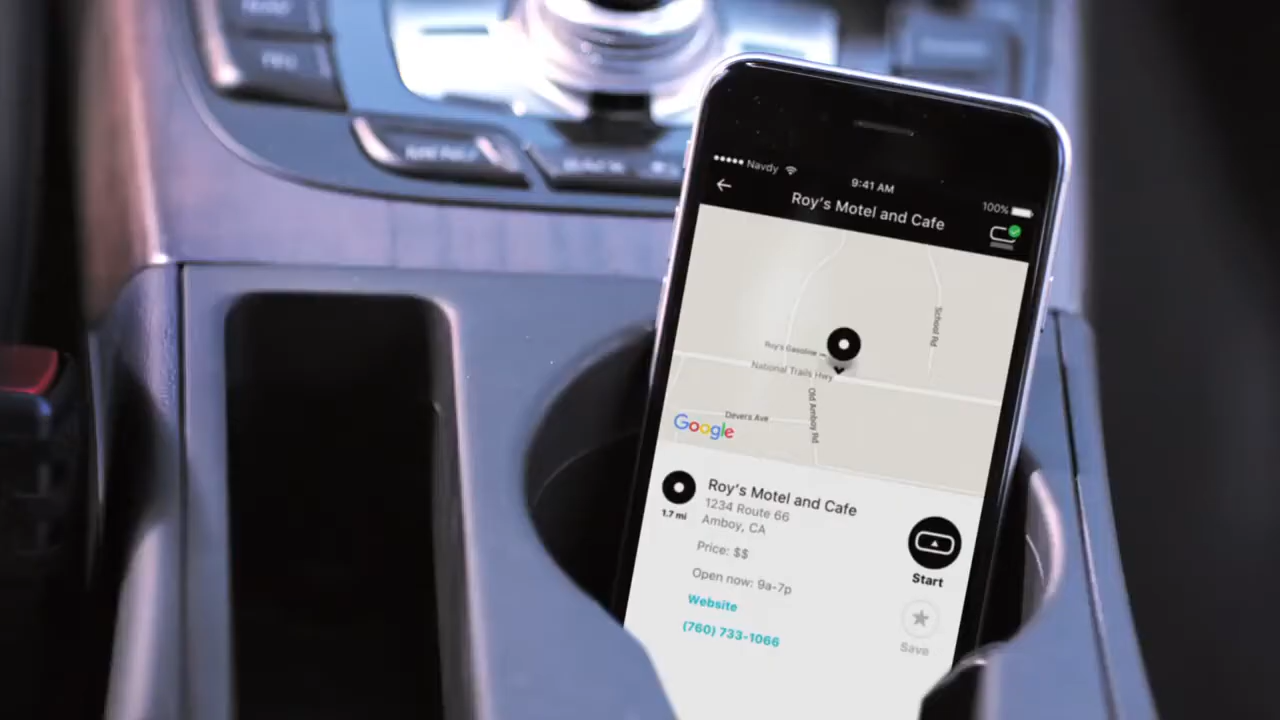 MENU
BACK
Navdy
9:41 AM
100%
Roy's Motel and Cafe
School Rd
Roy's Gasoline
National Trails Hwy
Old Amboy Rd
Devers Ave
Google
Roy's Motel and Cafe
1234 Route 66
Amboy, CA
1.7 mi
Price: $$
Open now: 9a-7p
Start
Website
(760) 733-1066
Save